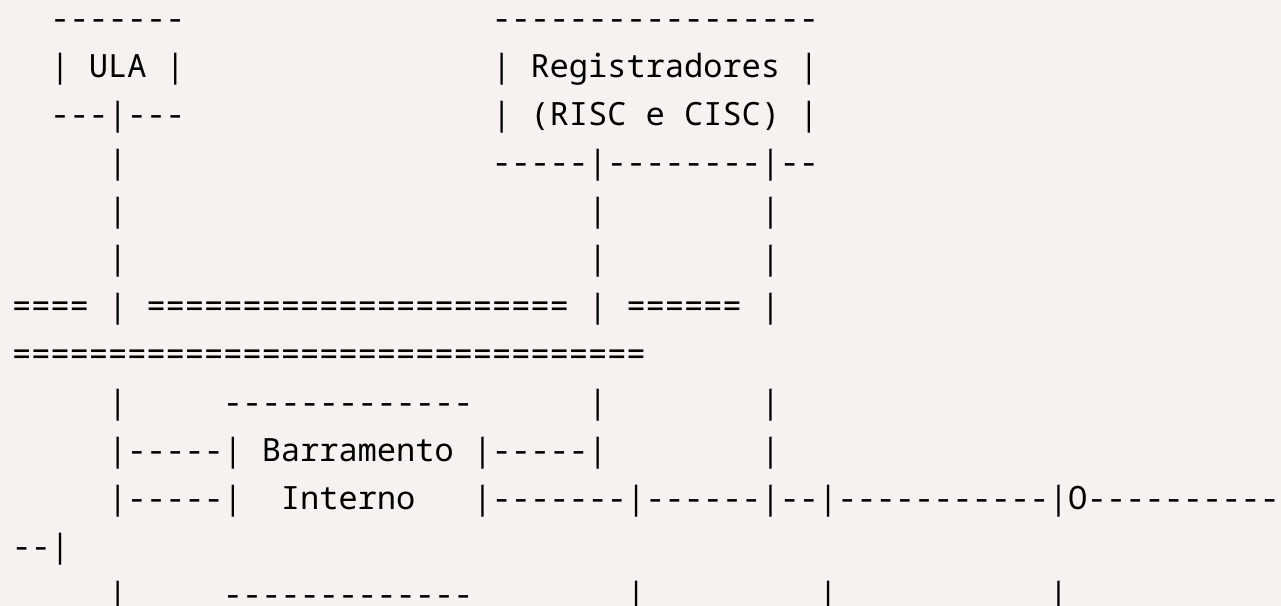 -------                 -----------------
  | ULA |                 | Registradores |
  ---|---                 | (RISC e CISC) |
     |                    -----|--------|--
     |                         |        |
     |                         |        |
==== | ====================== | ====== |
=================================
     |     -------------       |        |
     |-----| Barramento |-----|        |
     |-----|  Interno   |-------|------|--|-----------|O----------
--|
     |     -------------        |         |           |